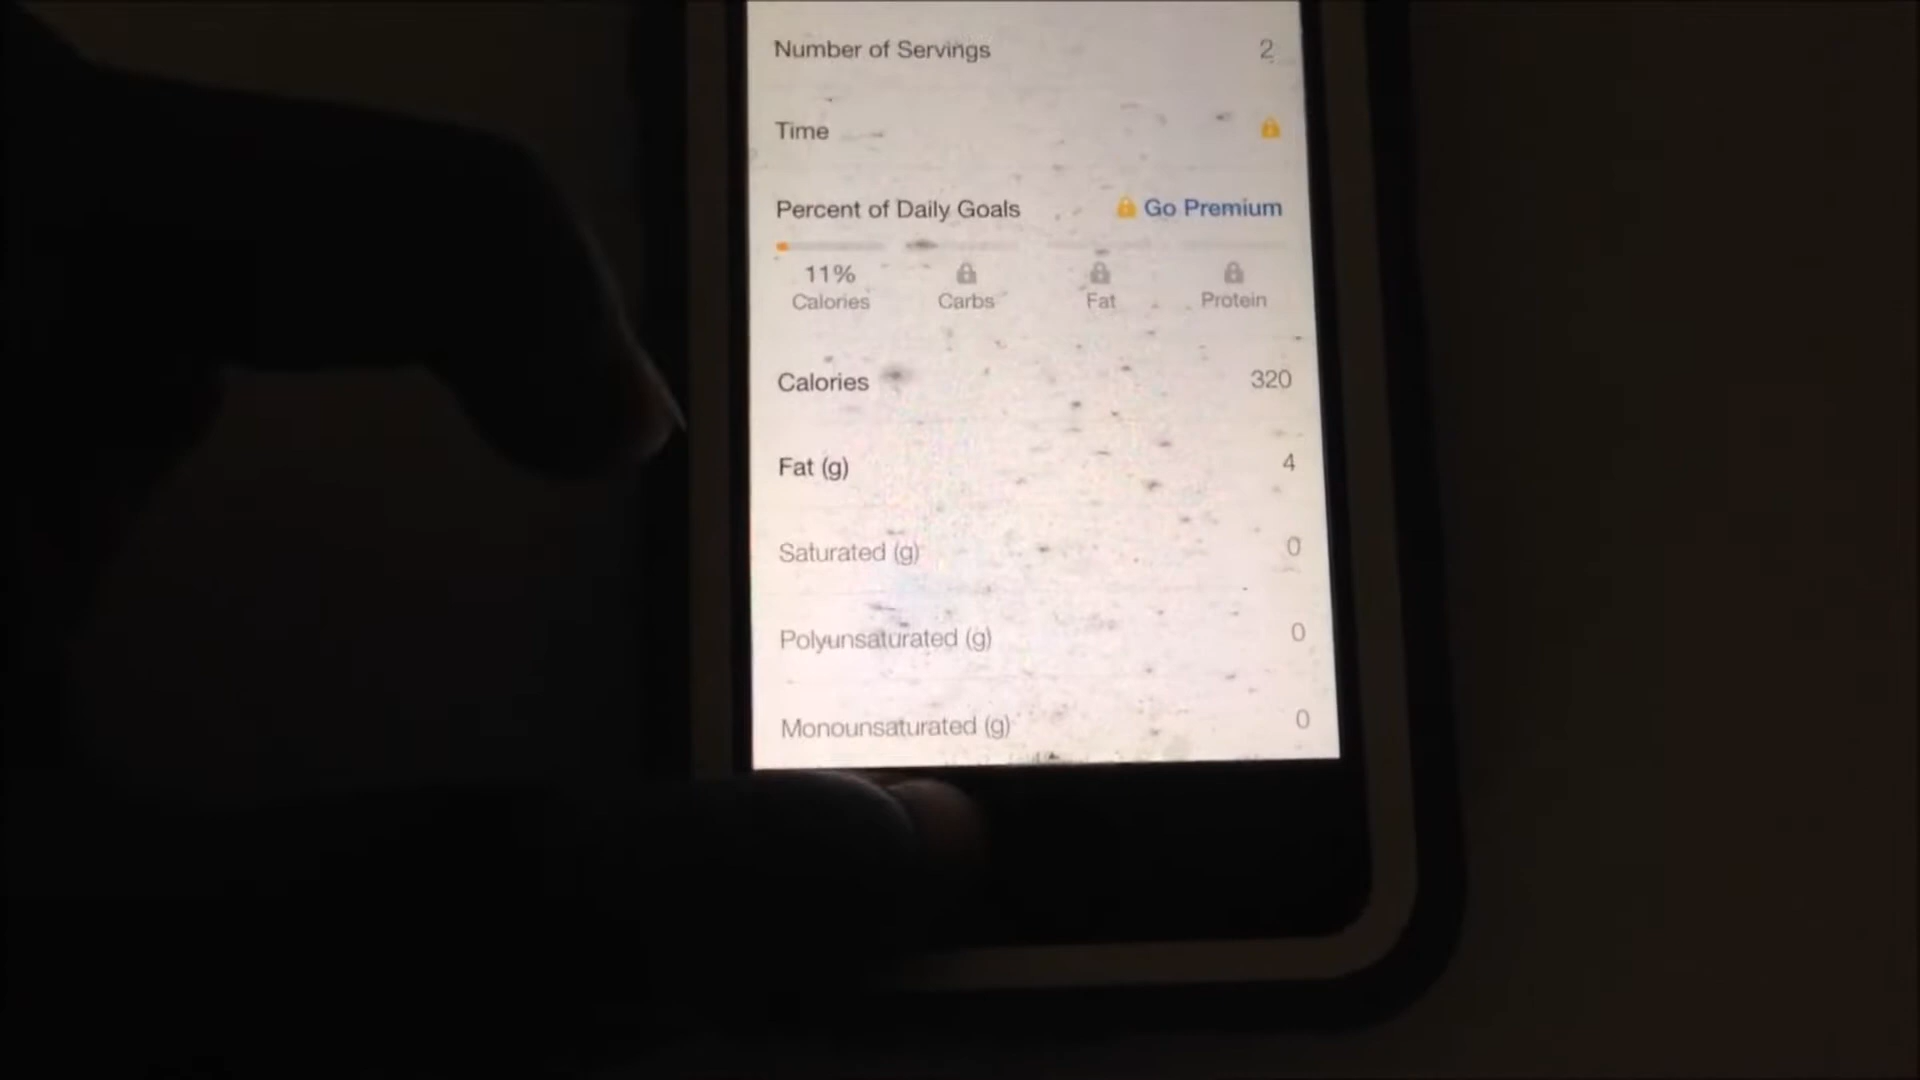 Number of Servings 2
Time
Percent of Daily Goals Go Premium
11%
Calories Carbs Fat Protein
Calories 320
Fat (g) 4
Saturated (g) 0
Polyunsaturated (g) 0
Monounsaturated (g) 0